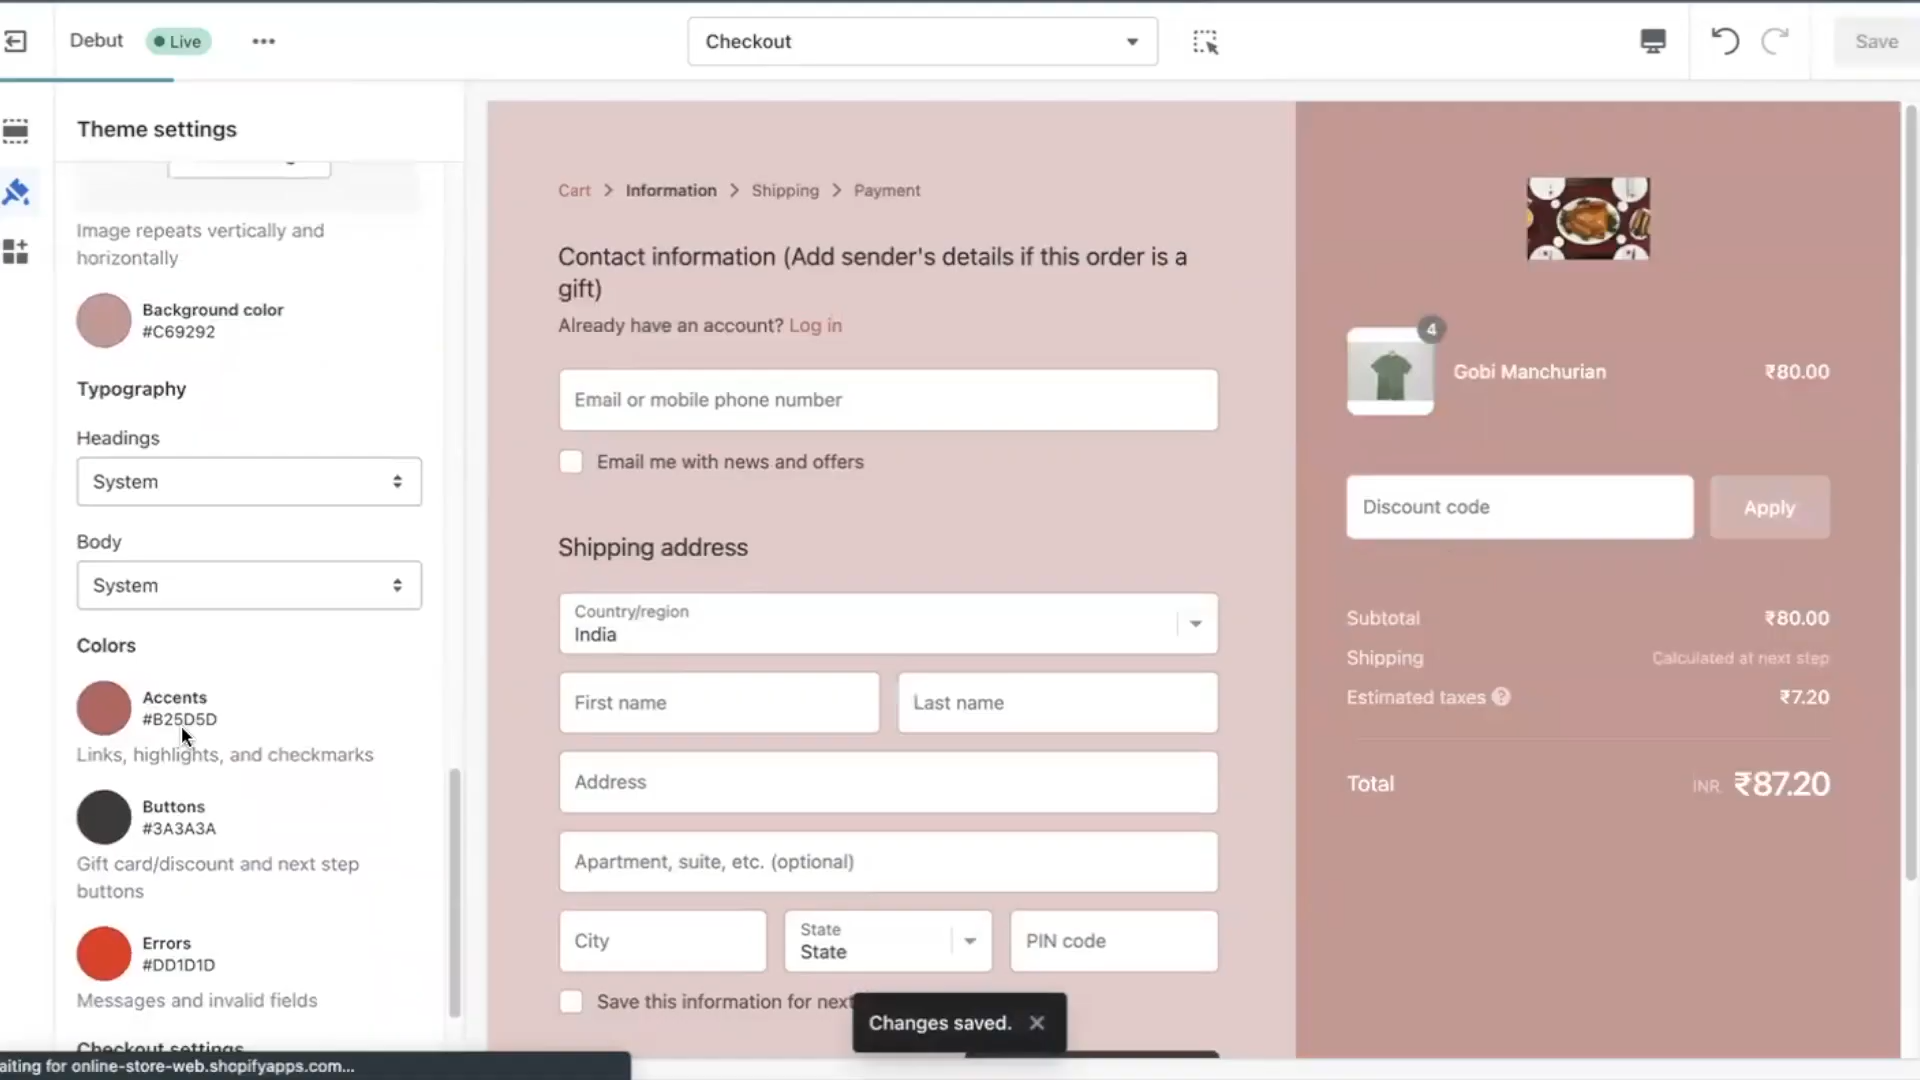 Debut
Live
Checkout
Save
Theme settings
Image repeats vertically and
horizontally
Background color
#C69292
Typography
Headings
System
Body
System
Colors
Accents
#B25D5D
Links, highlights, and checkmarks
Buttons
#3A3A3A
Gift card/discount and next step
buttons
Errors
#DD1D1D
Messages and invalid fields
Checkout settings
aiting for online-store-web.shopifyapps.com...
Cart > Information > Shipping > Payment
Contact information (Add sender's details if this order is a
gift)
Already have an account? Log in
Email or mobile phone number
Email me with news and offers
Shipping address
Country/region
India
First name
Last name
Address
Apartment, suite, etc. (optional)
City
State
State
PIN code
Save this information for next
Changes saved.
4
Gobi Manchurian
₹80.00
Discount code
Apply
Subtotal
₹80.00
Shipping
Calculated at next step
Estimated taxes ?
₹7.20
Total
INR ₹87.20